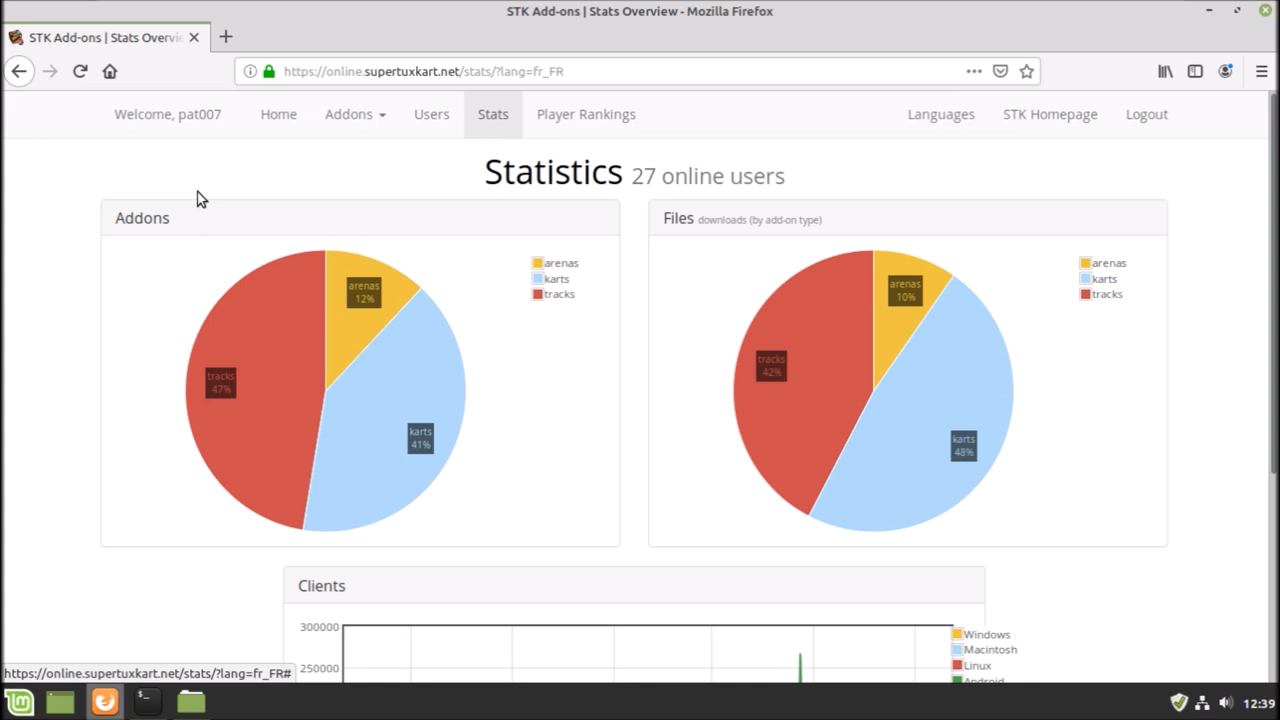 STK Add-ons | Stats Overview - Mozilla Firefox
STK Add-ons | Stats Overvi
https://online.supertuxkart.net/stats/?lang=fr_FR
Welcome, pat007
Home
Addons
Users
Stats
Player Rankings
Languages
STK Homepage
Logout
Statistics 27 online users
Addons
arenas
12%
tracks
47%
karts
41%
arenas
karts
tracks
Files downloads (by add-on type)
arenas
10%
tracks
42%
karts
48%
arenas
karts
tracks
Clients
300000
250000
Windows
Macintosh
Linux
Android
https://online.supertuxkart.net/stats/?lang=fr_FR#
12:39